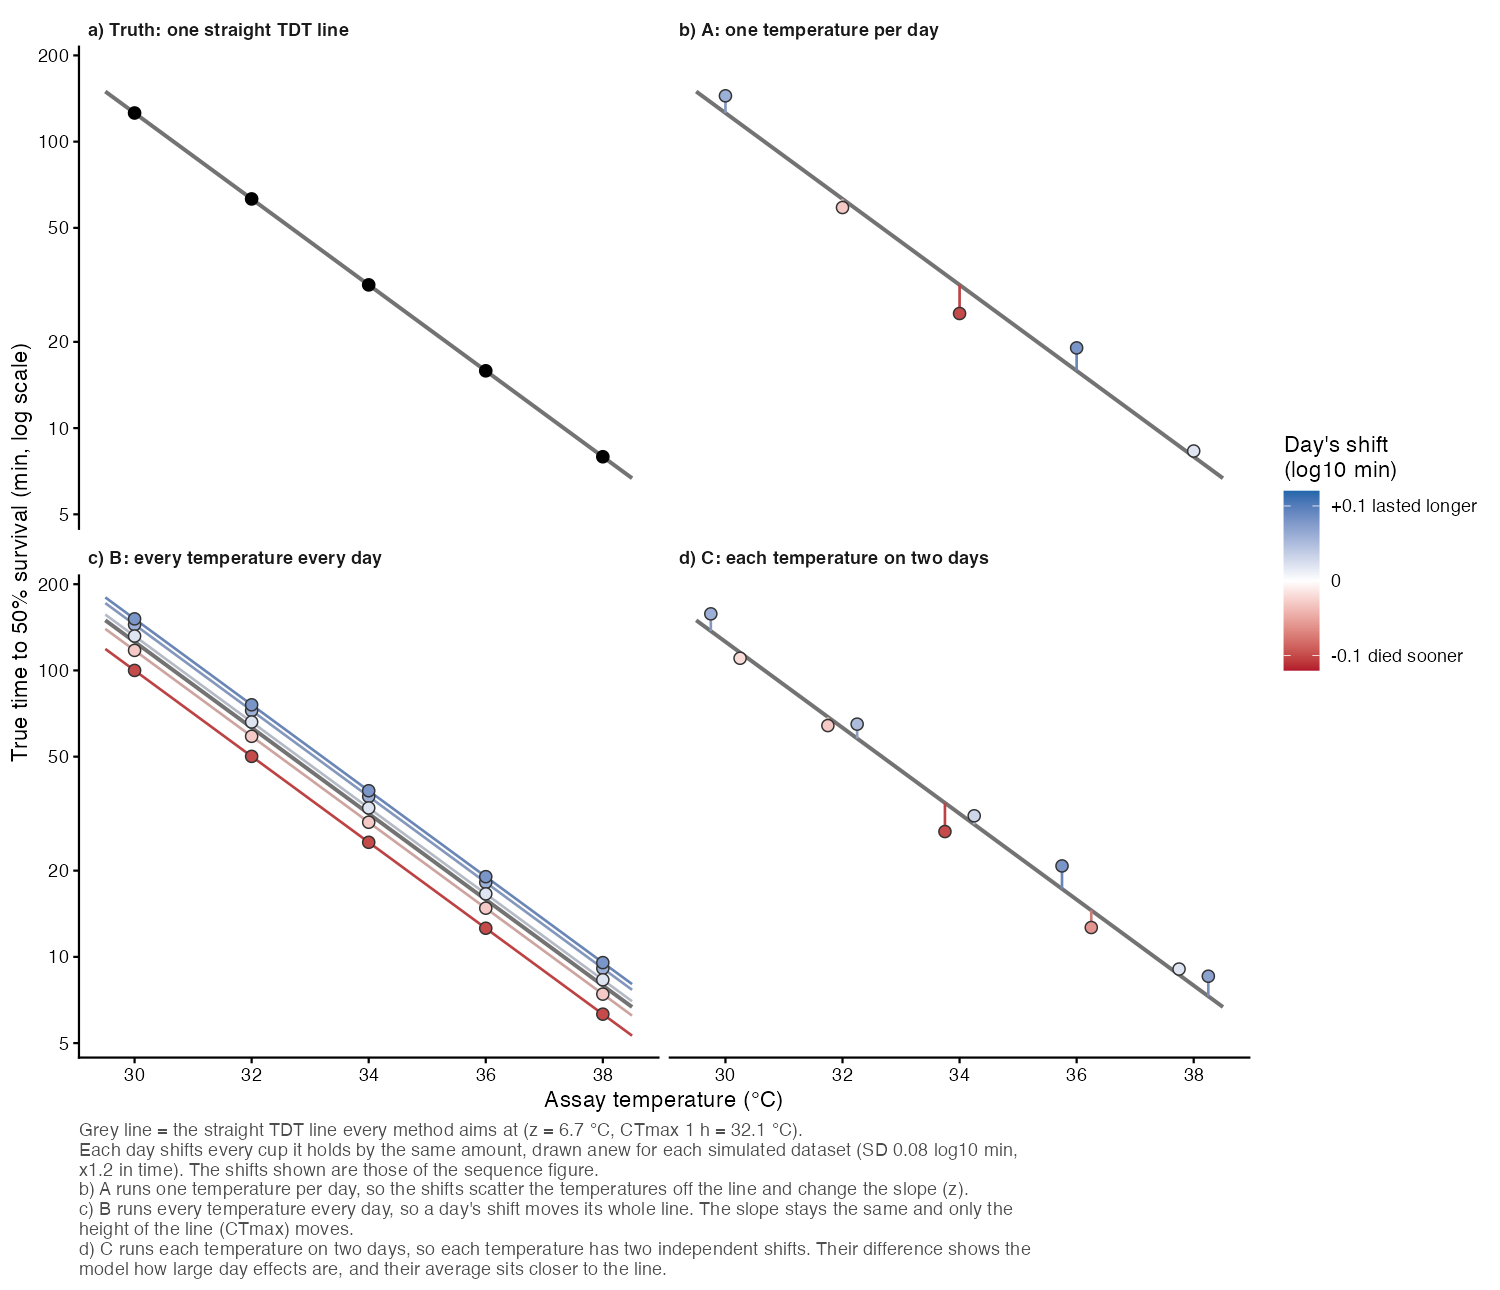 a) Truth: one straight TDT line
b) A: one temperature per day
200
100
50
20
10
5
c) B: every temperature every day
d) C: each temperature on two days
200
100
50
20
10
5
30
32
34
36
38
30
32
34
36
38
True time to 50% survival (min, log scale)
Assay temperature (°C)
Day's shift
(log10 min)
+0.1 lasted longer
0
-0.1 died sooner
Grey line = the straight TDT line every method aims at (z = 6.7 °C, CTmax 1 h = 32.1 °C).
Each day shifts every cup it holds by the same amount, drawn anew for each simulated dataset (SD 0.08 log10 min,
x1.2 in time). The shifts shown are those of the sequence figure.
b) A runs one temperature per day, so the shifts scatter the temperatures off the line and change the slope (z).
c) B runs every temperature every day, so a day's shift moves its whole line. The slope stays the same and only the
height of the line (CTmax) moves.
d) C runs each temperature on two days, so each temperature has two independent shifts. Their difference shows the
model how large day effects are, and their average sits closer to the line.